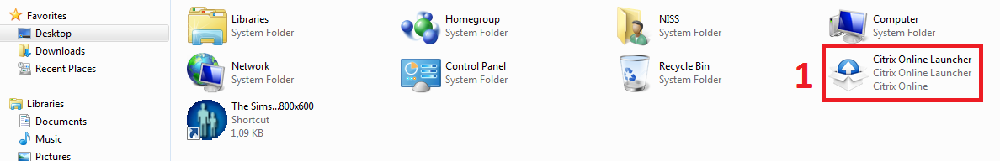 Favorites
Desktop
Downloads
Recent Places
Libraries
Documents
Music
Pictures
Libraries
System Folder
Homegroup
System Folder
NISS
System Folder
Computer
System Folder
Network
System Folder
Control Panel
System Folder
Recycle Bin
System Folder
1
Citrix Online Launcher
Citrix Online Launcher
Citrix Online
The Sims...800x600
Shortcut
1,09 KB